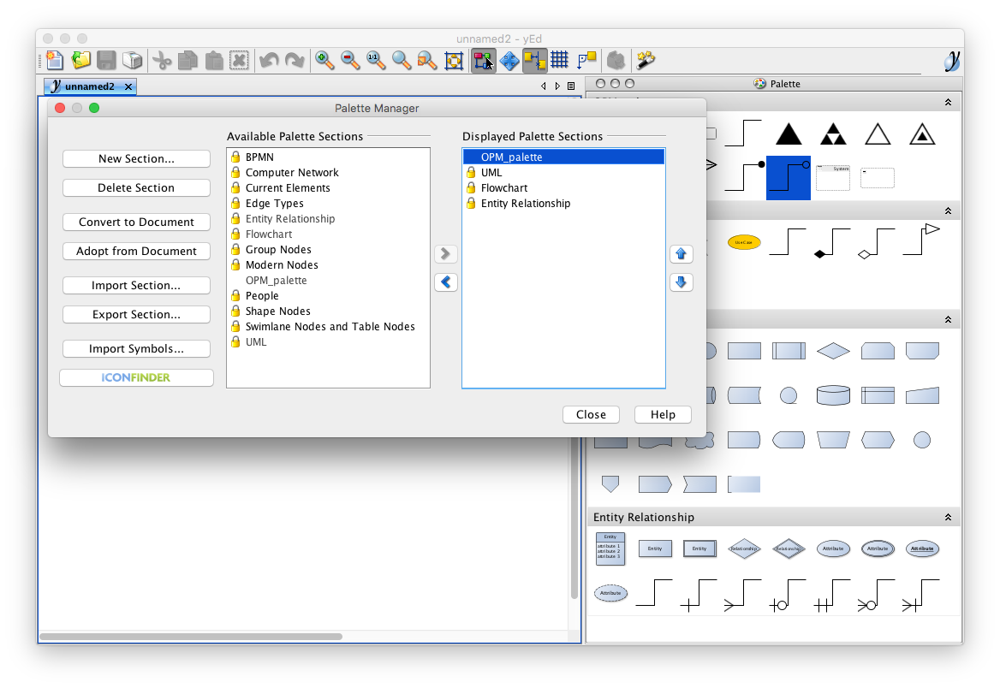 unnamed2 - yEd
1:1
unnamed2
Palette
Palette Manager
Available Palette Sections
Displayed Palette Sections
New Section...
Delete Section
Convert to Document
Adopt from Document
Import Section...
Export Section...
Import Symbols...
ICONFINDER
BPMN
Computer Network
Current Elements
Edge Types
Entity Relationship
Flowchart
Group Nodes
Modern Nodes
OPM_palette
People
Shape Nodes
Swimlane Nodes and Table Nodes
UML
OPM_palette
UML
Flowchart
Entity Relationship
Close
Help
System
Use Case
Entity Relationship
Entity
attribute 1
attribute 2
attribute 3
Entity
Entity
Relationship
Relationship
Attribute
Attribute
Attribute
Attribute